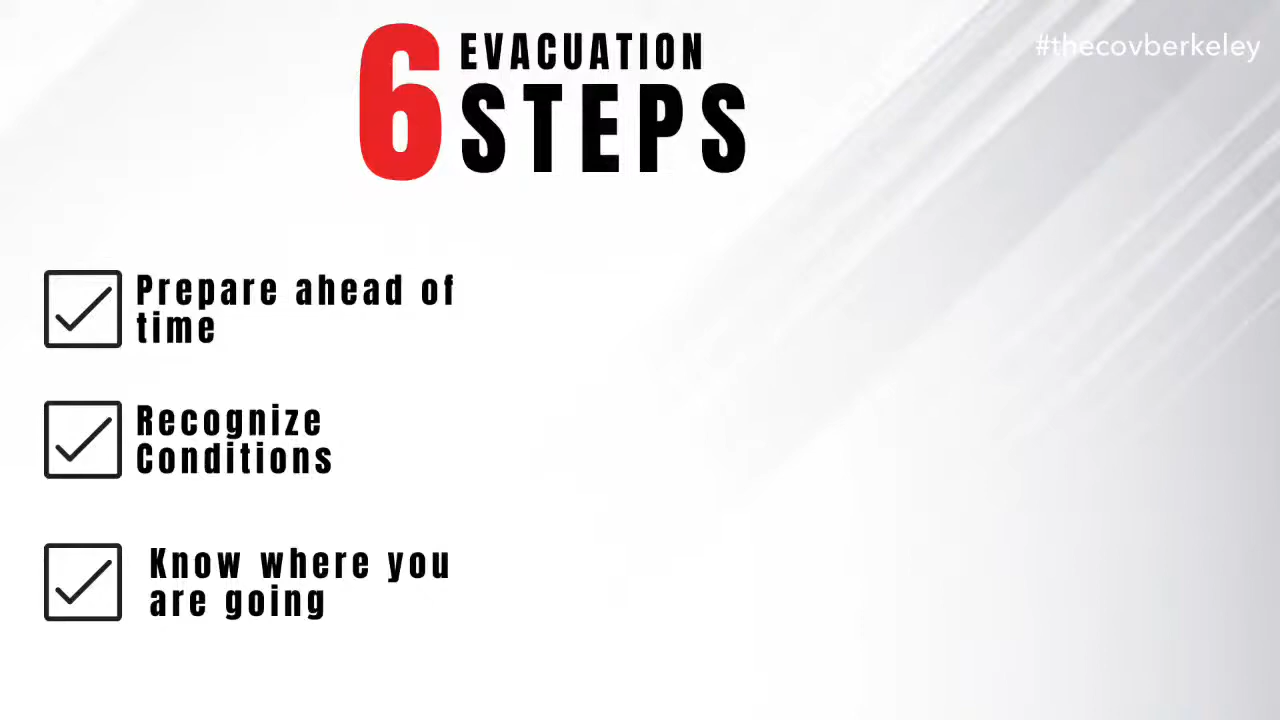 6 EVACUATION
STEPS
#thecovberkeley
Prepare ahead of
time
Recognize
Conditions
Know where you
are going